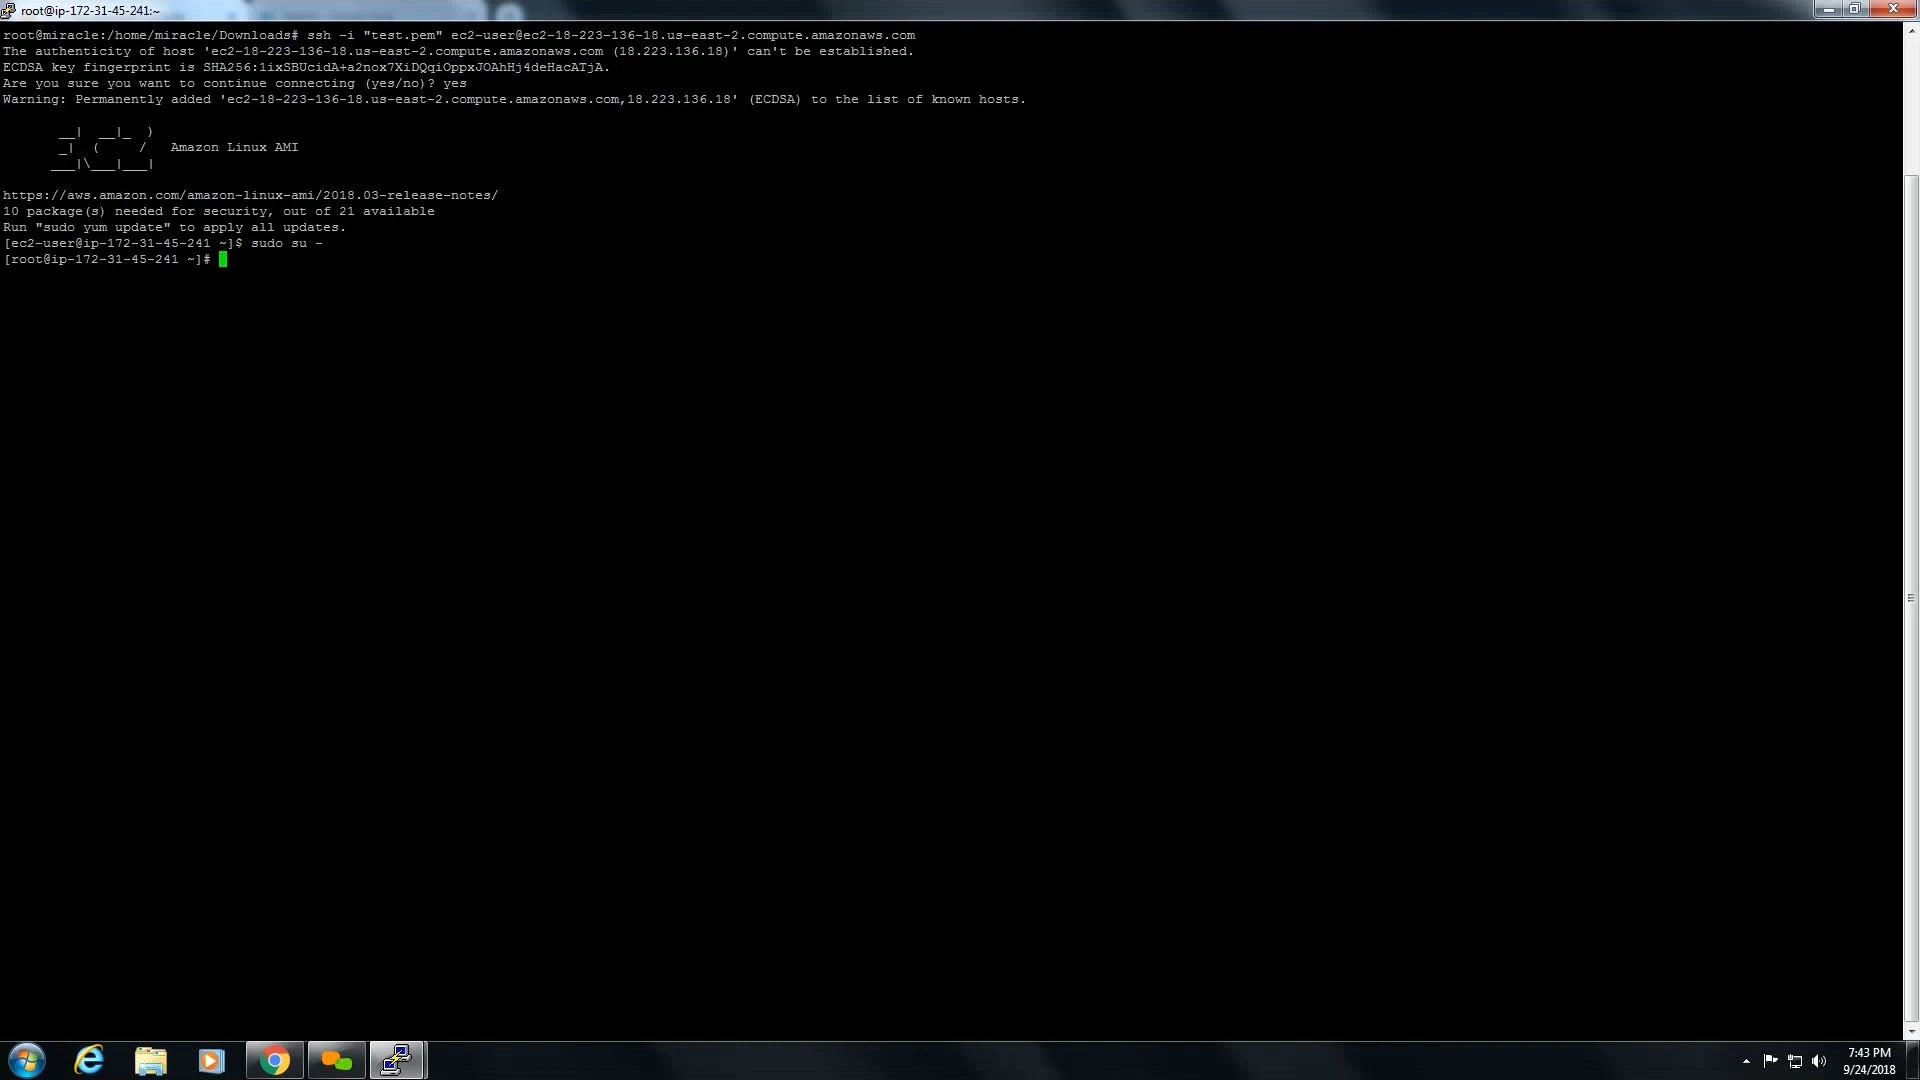 root@ip-172-31-45-241:~
root@miracle:/home/miracle/Downloads# ssh -i "test.pem" ec2-user@ec2-18-223-136-18.us-east-2.compute.amazonaws.com
The authenticity of host 'ec2-18-223-136-18.us-east-2.compute.amazonaws.com (18.223.136.18)' can't be established.
ECDSA key fingerprint is SHA256:1ixSBUcidA+a2nox7XiDQqiOppxJOAhHj4deHacATjA.
Are you sure you want to continue connecting (yes/no)? yes
Warning: Permanently added 'ec2-18-223-136-18.us-east-2.compute.amazonaws.com,18.223.136.18' (ECDSA) to the list of known hosts.
       __|  __|_  )
       _|  (     /   Amazon Linux AMI
      ___|\___|___|
https://aws.amazon.com/amazon-linux-ami/2018.03-release-notes/
10 package(s) needed for security, out of 21 available
Run "sudo yum update" to apply all updates.
[ec2-user@ip-172-31-45-241 ~]$ sudo su -
[root@ip-172-31-45-241 ~]#
7:43 PM
9/24/2018